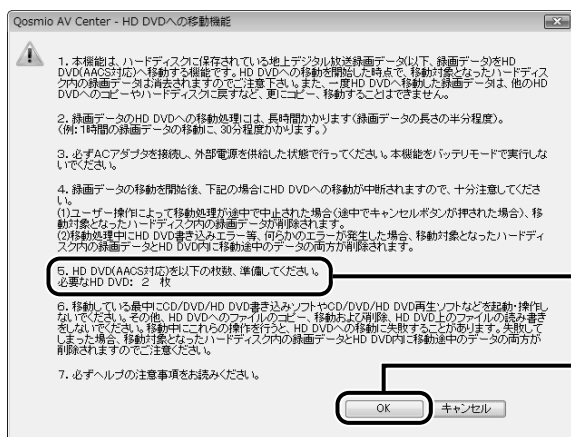 Qosmio AV Center - HD DVDへの移動機能
1. 本機能は、ハードディスクに保存されている地上デジタル放送録画データ(以下、録画データ)をHD
DVD(AACS対応)へ移動する機能です。HD DVDへの移動を開始した時点で、移動対象となったハードディス
ク内の録画データは消去されますのでご注意下さい。また、一度HD DVDへ移動した録画データは、他のHD
DVDへのコピーやハードディスクに戻すなど、更にコピー、移動することはできません。
2. 録画データのHD DVDへの移動処理には、長時間かかります(録画データの長さの半分程度)。
(例:1時間の録画データの移動に、30分程度かかります。)
3. 必ずACアダプタを接続し、外部電源を供給した状態で行ってください。本機能をバッテリモードで実行しな
いでください。
4. 録画データの移動を開始後、下記の場合にHD DVDへの移動が中断されますので、十分注意してくださ
い。
(1)ユーザー操作によって移動処理が途中で中止された場合(途中でキャンセルボタンが押された場合)、移
動対象となったハードディスク内の録画データが削除されます。
(2)移動処理中にHD DVD書き込みエラー等、何らかのエラーが発生した場合、移動対象となったハードディ
スク内の録画データとHD DVD内に移動途中のデータの両方が削除されます。
5. HD DVD(AACS対応)を以下の枚数、準備してください。
必要なHD DVD: 2 枚
6. 移動している最中にCD/DVD/HD DVD書き込みソフトやCD/DVD/HD DVD再生ソフトなどを起動・操作し
ないでください。その他、HD DVDへのファイルのコピー、移動および削除、HD DVD上のファイルの読み書き
をしないでください。移動中にこれらの操作を行うと、HD DVDへの移動に失敗することがあります。失敗して
しまった場合、移動対象となったハードディスク内の録画データとHD DVD内に移動途中のデータの両方が
削除されますのでご注意ください。
7. 必ずヘルプの注意事項をお読みください。
OK
キャンセル